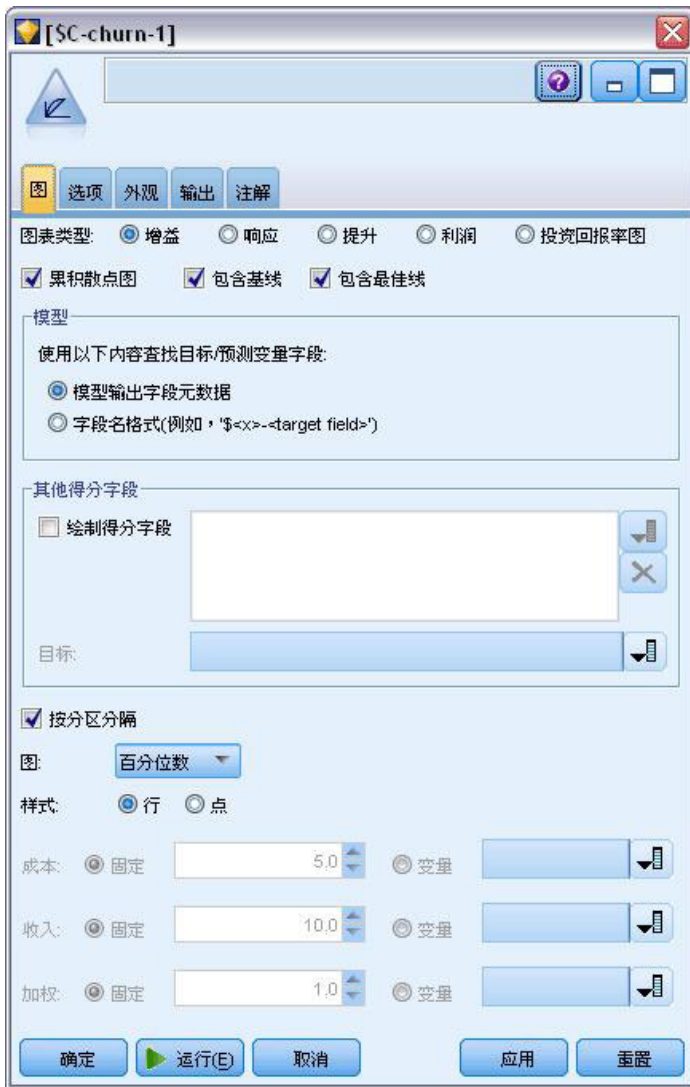 [$C-churn-1]
图 选项 外观 输出 注解
图表类型: 增益 响应 提升 利润 投资回报率图
累积散点图 包含基线 包含最佳线
模型
使用以下内容查找目标/预测变量字段:
模型输出字段元数据
字段名格式(例如，'$<x>-<target field>')
其他得分字段
绘制得分字段
目标:
按分区分隔
图: 百分位数
样式: 行 点
成本: 固定 5.0 变量
收入: 固定 10.0 变量
加权: 固定 1.0 变量
确定 运行(E) 取消 应用 重置